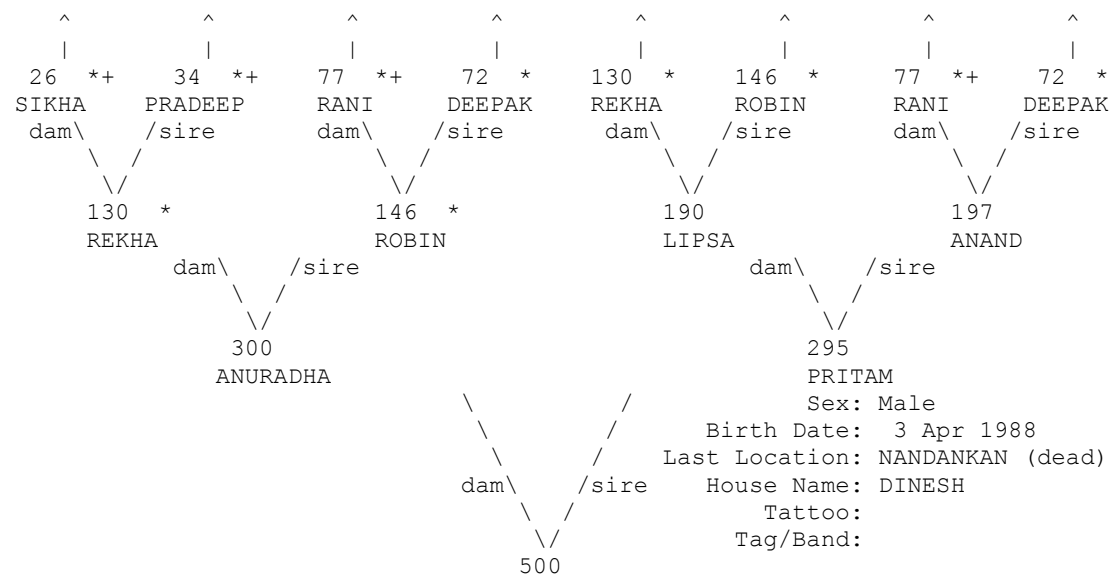 ^ ^ ^ ^ ^ ^ ^ ^
| | | | | | | |
26 *+ 34 *+ 77 *+ 72 * 130 * 146 * 77 *+ 72 *
SIKHA PRADEEP RANI DEEPAK REKHA ROBIN RANI DEEPAK
dam\ /sire dam\ /sire dam\ /sire dam\ /sire
\ / \ / \ / \ /
\/ \/ \/ \/
130 * 146 * 190 197
REKHA ROBIN LIPSA ANAND
dam\ /sire dam\ /sire
\ / \ /
\/ \/
300 295
ANURADHA PRITAM
\ / Sex: Male
\ / Birth Date: 3 Apr 1988
\ / Last Location: NANDANKAN (dead)
dam\ /sire House Name: DINESH
\ / Tattoo:
\/ Tag/Band:
500